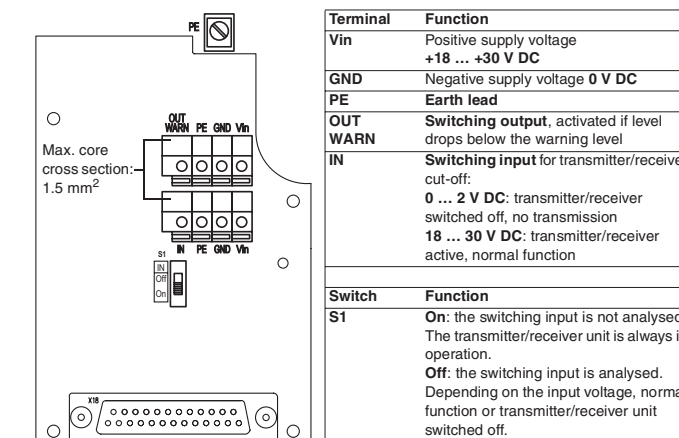 PE
OUT
WARN PE GND Vin
Max. core
cross section:
1.5 mm2
IN PE GND Vin
S1
IN
Off
On
X18
Terminal Function
Vin Positive supply voltage
+18 … +30 V DC
GND Negative supply voltage 0 V DC
PE Earth lead
OUT Switching output, activated if level
WARN drops below the warning level
IN Switching input for transmitter/receive
cut-off:
0 … 2 V DC: transmitter/receiver
switched off, no transmission
18 … 30 V DC: transmitter/receiver
active, normal function
Switch Function
S1 On: the switching input is not analysed
The transmitter/receiver unit is always i
operation.
Off: the switching input is analysed.
Depending on the input voltage, norma
function or transmitter/receiver unit
switched off.